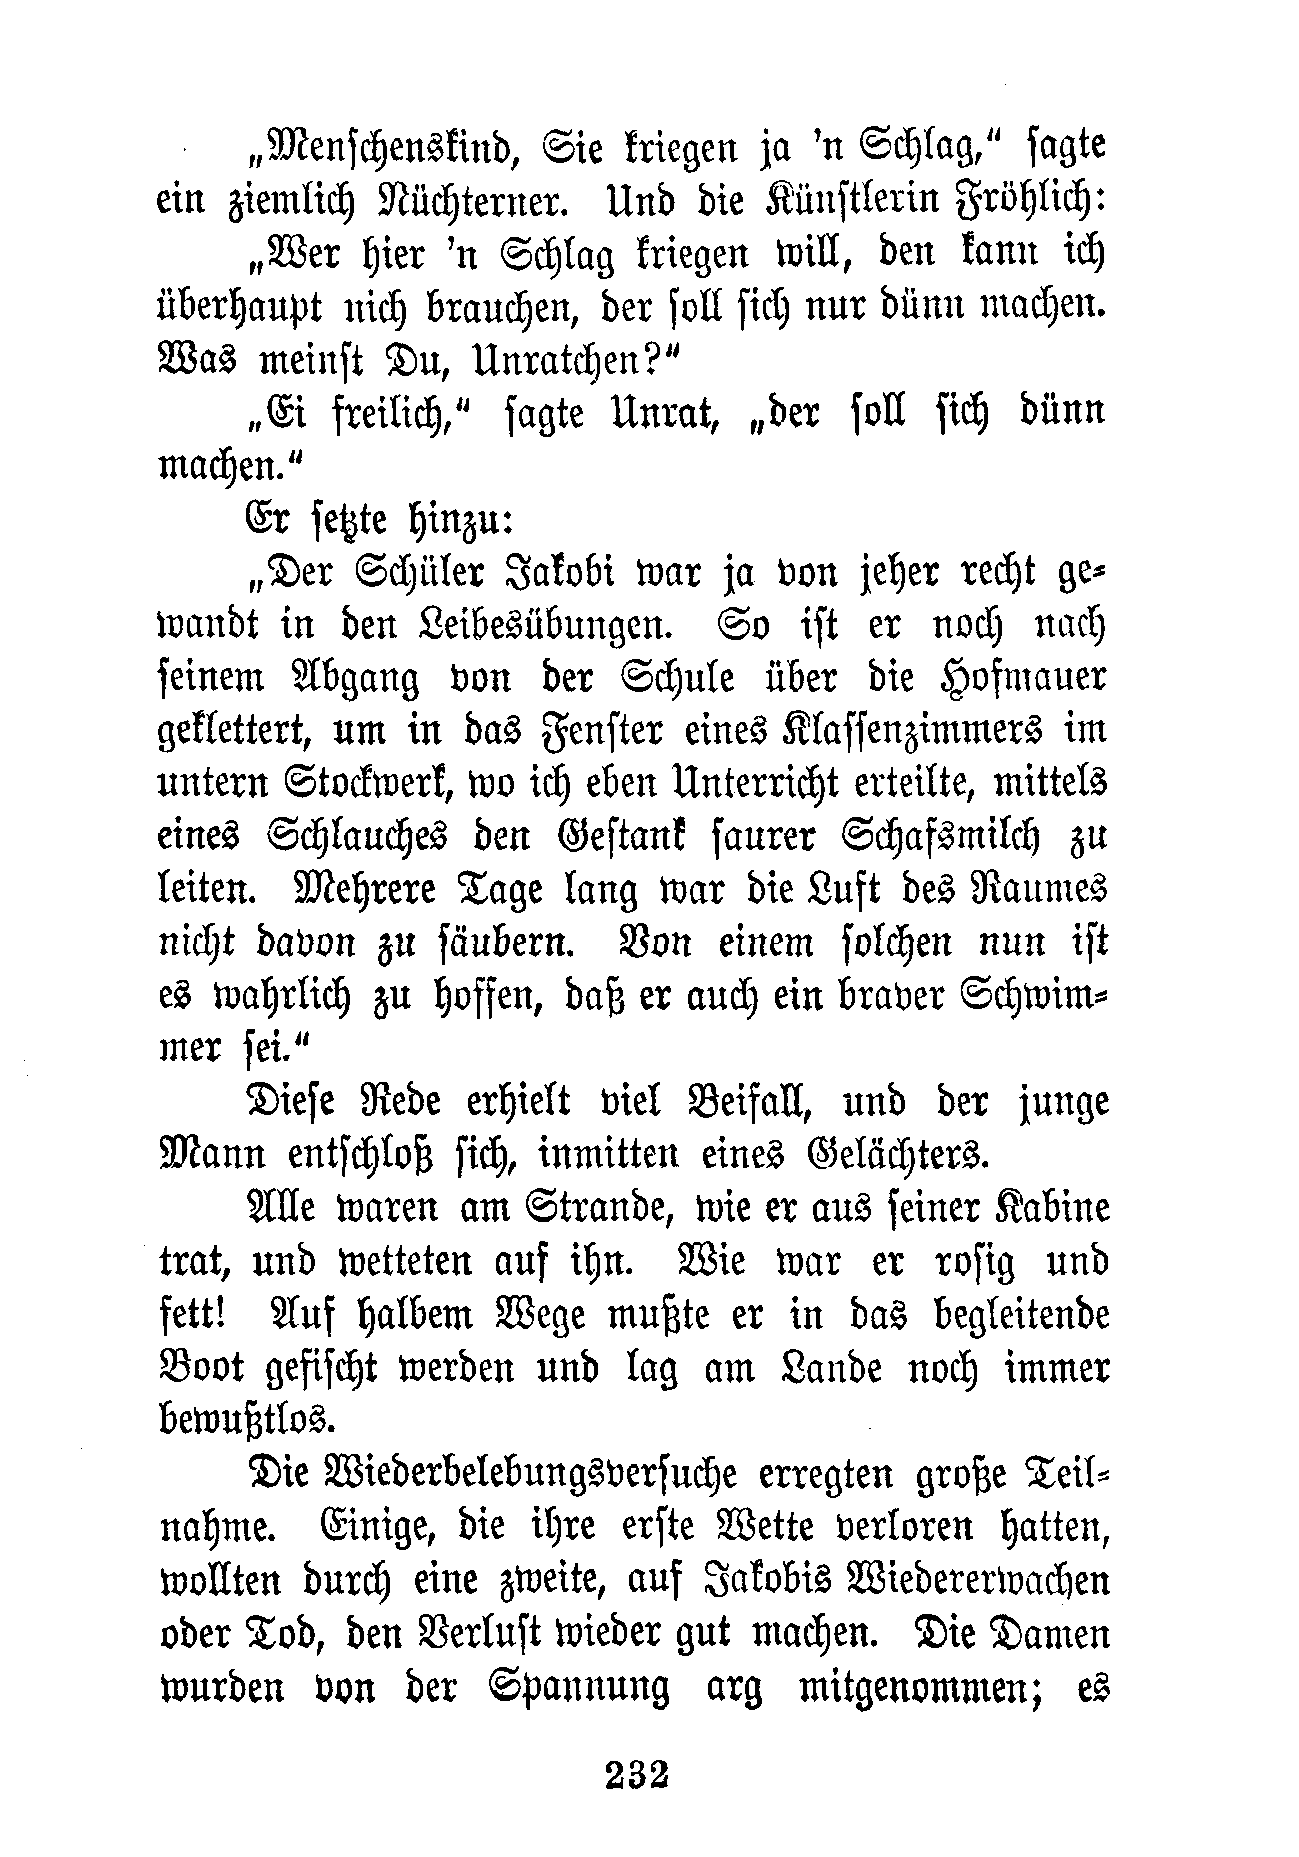 „Menschenskind, Sie kriegen ja 'n Schlag,“ sagte
ein ziemlich Nüchterner. Und die Künstlerin Fröhlich:
„Wer hier 'n Schlag kriegen will, den kann ich
überhaupt nich brauchen, der soll sich nur dünn machen.
Was meinst Du, Unratchen?“
„Ei freilich,“ sagte Unrat, „der soll sich dünn
machen.“
Er setzte hinzu:
„Der Schüler Jakobi war ja von jeher recht ge-
wandt in den Leibesübungen. So ist er noch nach
seinem Abgang von der Schule über die Hofmauer
geklettert, um in das Fenster eines Klassenzimmers im
untern Stockwerk, wo ich eben Unterricht erteilte, mittels
eines Schlauches den Gestank saurer Schafsmilch zu
leiten. Mehrere Tage lang war die Luft des Raumes
nicht davon zu säubern. Von einem solchen nun ist
es wahrlich zu hoffen, daß er auch ein braver Schwim-
mer sei.“
Diese Rede erhielt viel Beifall, und der junge
Mann entschloß sich, inmitten eines Gelächters.
Alle waren am Strande, wie er aus seiner Kabine
trat, und wetteten auf ihn. Wie war er rosig und
fett! Auf halbem Wege mußte er in das begleitende
Boot gefischt werden und lag am Lande noch immer
bewußtlos.
Die Wiederbelebungsversuche erregten große Teil-
nahme. Einige, die ihre erste Wette verloren hatten,
wollten durch eine zweite, auf Jakobis Wiedererwachen
oder Tod, den Verlust wieder gut machen. Die Damen
wurden von der Spannung arg mitgenommen; es
232